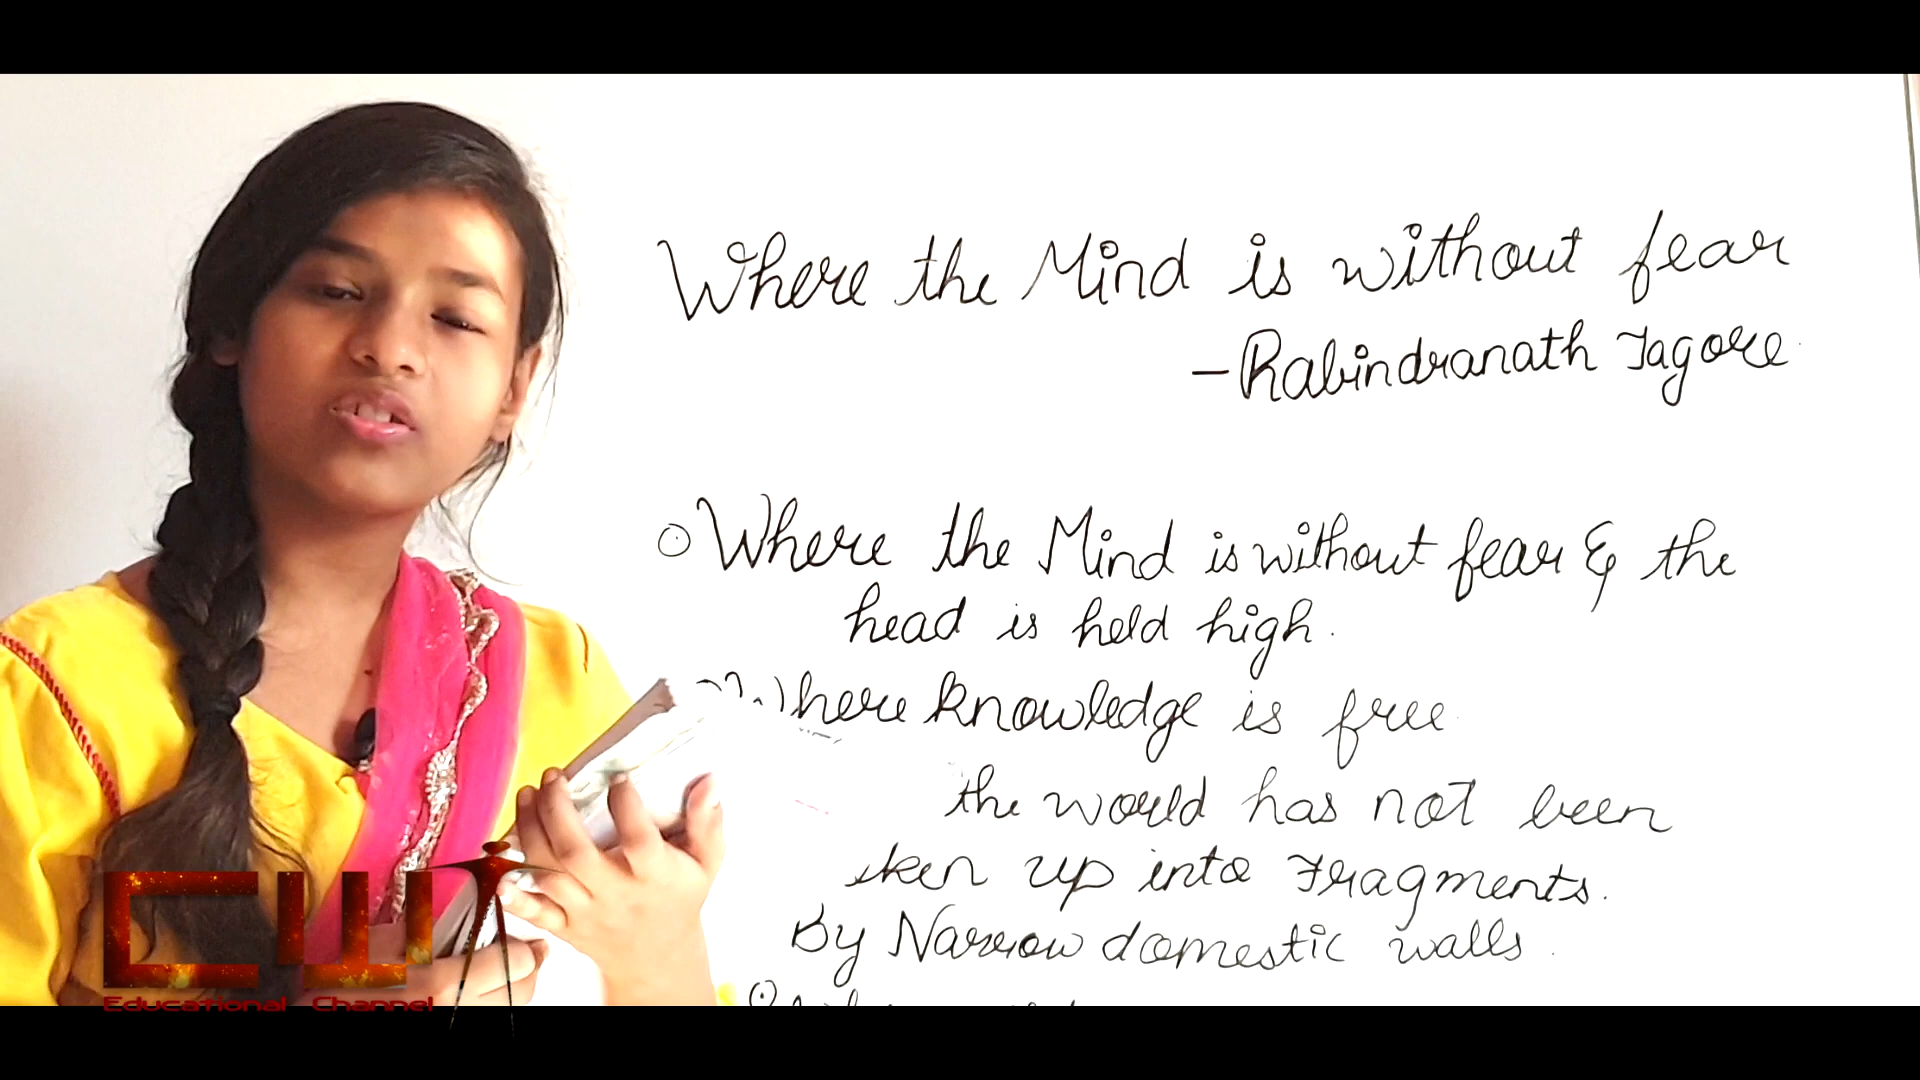 Where the Mind is without fear
- Rabindranath Tagore
Where the Mind is without fear & the
head is held high.
Where knowledge is free
the world has not been
up into Fragments.
By Narrow domestic walls
Educational Channel